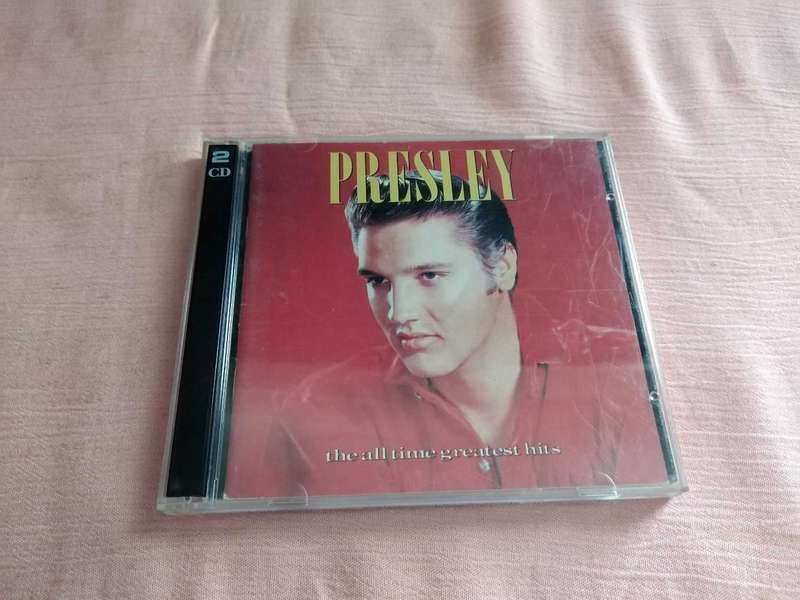 2
CD
PRESLEY
the all time greatest hits